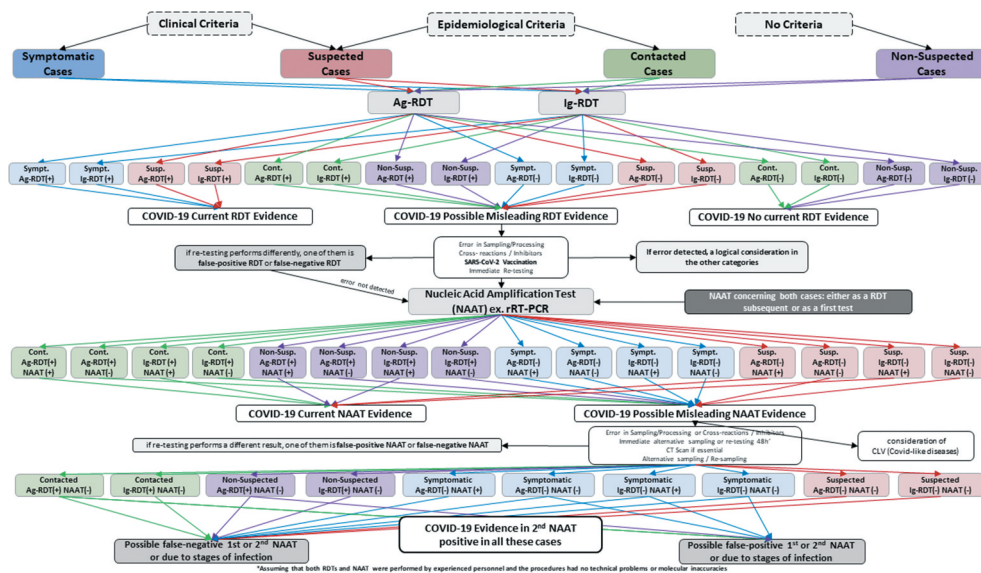 Clinical Criteria
Epidemiological Criteria
No Criteria
Symptomatic
Cases
Suspected
Cases
Contacted
Cases
Non-Suspected
Cases
Ag-RDT
Ig-RDT
Sympt.
Ag-RDT(+)
Sympt.
Ig-RDT (+)
Susp.
Ag-RDT(+)
Susp.
Ig-RDT (+)
Cont.
Ag-RDT(+)
Cont.
Ig-RDT (+)
Non-Susp.
Ag-RDT (+)
Non-Susp.
Ig-RDT (+)
Sympt.
Ag-RDT(-)
Sympt.
Ig-RDT(-)
Susp.
Ag-RDT(-)
Susp.
Ig-RDT(-)
Cont.
Ag-RDT(-)
Cont.
Ig-RDT(-)
Non-Susp.
Ag-RDT (-)
Non-Susp.
Ig-RDT (-)
COVID-19 Current RDT Evidence
COVID-19 Possible Misleading RDT Evidence
COVID-19 No current RDT Evidence
if re-testing performs differently, one of them is
false-positive RDT or false-negative RDT
Error in Sampling/Processing
Cross- reactions / Inhibitors
SARS-CoV-2 Vaccination
Immediate Re-testing
If error detected, a logical consideration in
the other categories
error not detected
Nucleic Acid Amplification Test
(NAAT) ex. rRT-PCR
NAAT concerning both cases: either as a RDT
subsequent or as a first test
Cont.
Ag-RDT(+)
NAAT(+)
Cont.
Ag-RDT(+)
NAAT(-)
Cont.
Ig-RDT(+)
NAAT (+)
Cont.
Ig-RDT(+)
NAAT(-)
Non-Susp.
Ag-RDT(+)
NAAT (+)
Non-Susp.
Ag-RDT(+)
NAAT(-)
Non-Susp.
Ig-RDT(+)
NAAT (+)
Non-Susp.
Ig-RDT(+)
NAAT(-)
Sympt.
Ag-RDT(-)
NAAT(+)
Sympt.
Ag-RDT(-)
NAAT(-)
Sympt.
Ig-RDT(-)
NAAT(+)
Sympt.
Ig-RDT(-)
NAAT(-)
Susp.
Ag-RDT(-)
NAAT(+)
Susp.
Ag-RDT(-)
NAAT(-)
Susp.
Ig-RDT(-)
NAAT(+)
Susp.
Ig-RDT(-)
NAAT(-)
COVID-19 Current NAAT Evidence
COVID-19 Possible Misleading NAAT Evidence
if re-testing performs a different result, one of them is false-positive NAAT or false-negative NAAT
Error in Sampling/Processing or Cross-reactions / Inhibitors
Immediate alternative sampling or re-testing 48h'
CT Scan if essential
Alternative sampling / Re-sampling
consideration of
CLV (Covid-like diseases)
Contacted
Ag-RDT(+) NAAT(-)
Contacted
Ig-RDT(+) NAAT(-)
Non-Suspected
Ag-RDT(+) NAAT (-)
Non-Suspected
Ig-RDT(+) NAAT (-)
Symptomatic
Ag-RDT(-) NAAT (+)
Symptomatic
Ag-RDT(-) NAAT (-)
Symptomatic
Ig-RDT(-) NAAT (+)
Symptomatic
Ig-RDT(-) NAAT (-)
Suspected
Ag-RDT(-) NAAT(-)
Suspected
Ig-RDT(-) NAAT(-)
COVID-19 Evidence in 2nd NAAT
positive in all these cases
Possible false-negative 1st or 2nd NAAT
or due to stages of infection
Possible false-positive 1st or 2nd NAAT
or due to stages of infection
*Assuming that both RDTs and NAAT were performed by experienced personnel and the procedures had no technical problems or molecular inaccuracies